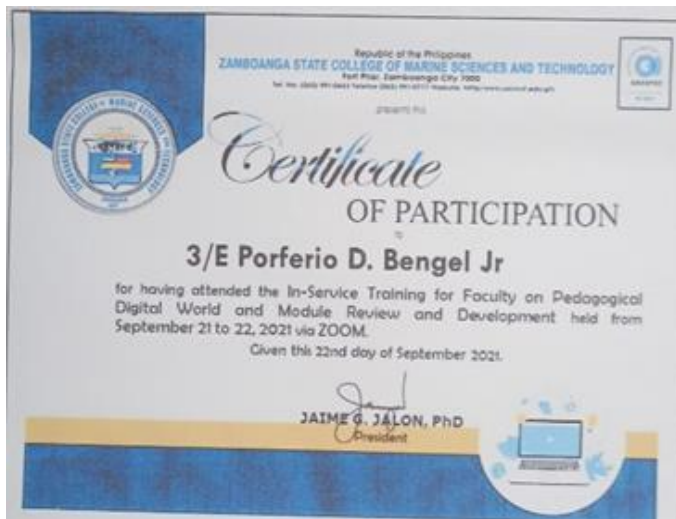 Republic of the Philippines
ZAMBOANGA STATE COLLEGE OF MARINE SCIENCES AND TECHNOLOGY
Fort Pilar, Zamboanga City 7000
presents this
Certificate
OF PARTICIPATION
to
3/E Porferio D. Bengel Jr
for having attended the In-Service Training for Faculty on Pedagogical
Digital World and Module Review and Development held from
September 21 to 22, 2021 via ZOOM.
Given this 22nd day of September 2021.
JAIME G. JALON, PhD
President